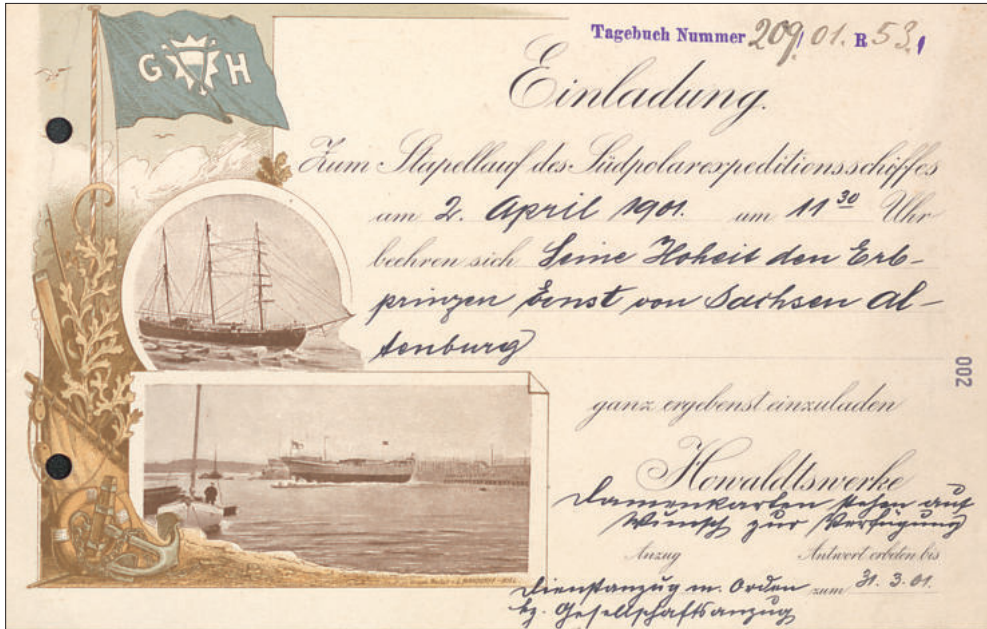 G H
Tagebuch Nummer 209/01. R 53.1
Einladung.
Zum Stapellauf des Südpolarexpeditionsschiffes
am 2. April 1901. um 11 30 Uhr
beehren sich Seine Hoheit den Erb-
prinzen Ernst von Sachsen Al-
tenburg
002
ganz ergebenst einzuladen
Howaldtswerke
Damenkarten stehen auf
Wunsch zur Verfügung
Anzug Antwort erbeten bis
Dienstanzug m. Orden zum 31. 3. 01.
bz. Gesellschaftsanzug